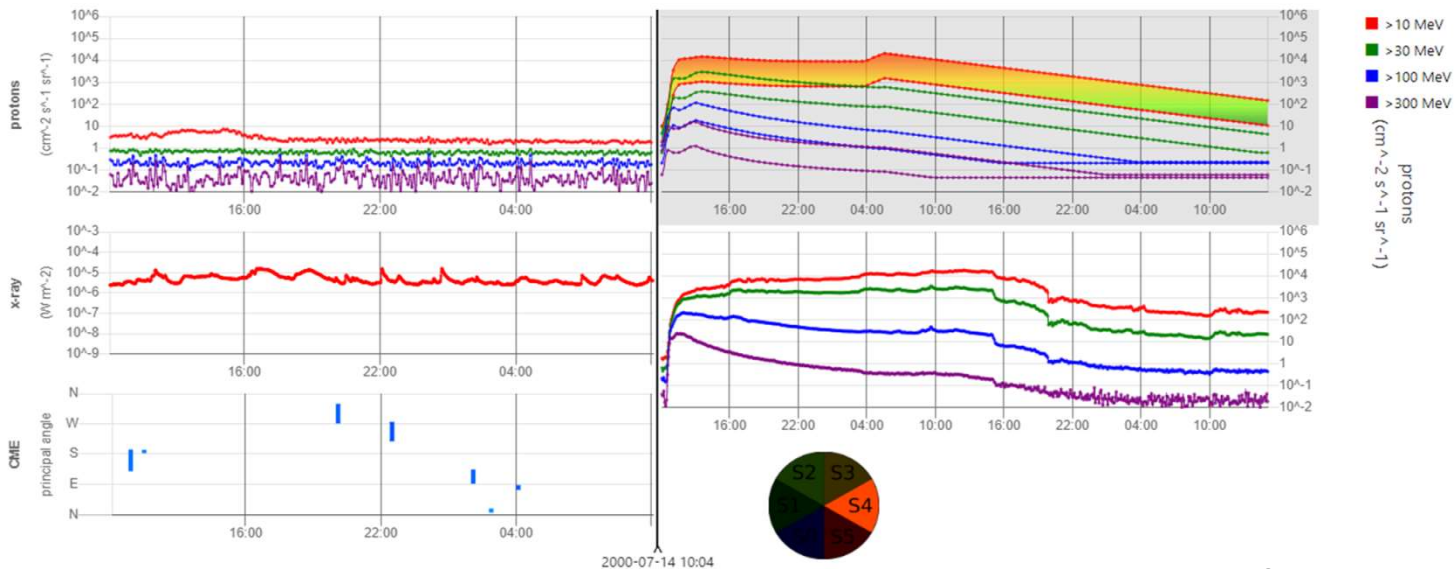 protons
(cm^-2 s^-1 sr^-1)
10^6
10^5
10^4
10^3
10^2
10
1
10^-1
10^-2
16:00
22:00
04:00
x-ray
(W m^-2)
10^-3
10^-4
10^-5
10^-6
10^-7
10^-8
10^-9
16:00
22:00
04:00
CME
principal angle
N
W
S
E
N
16:00
22:00
04:00
2000-07-14 10:04
10^6
10^5
10^4
10^3
10^2
10
1
10^-1
10^-2
16:00 22:00 04:00 10:00 16:00 22:00 04:00 10:00
10^6
10^5
10^4
10^3
10^2
10
1
10^-1
10^-2
16:00 22:00 04:00 10:00 16:00 22:00 04:00 10:00
>10 MeV
>30 MeV
>100 MeV
>300 MeV
protons
(cm^-2 s^-1 sr^-1)
S2 S3
S1 S4
S5